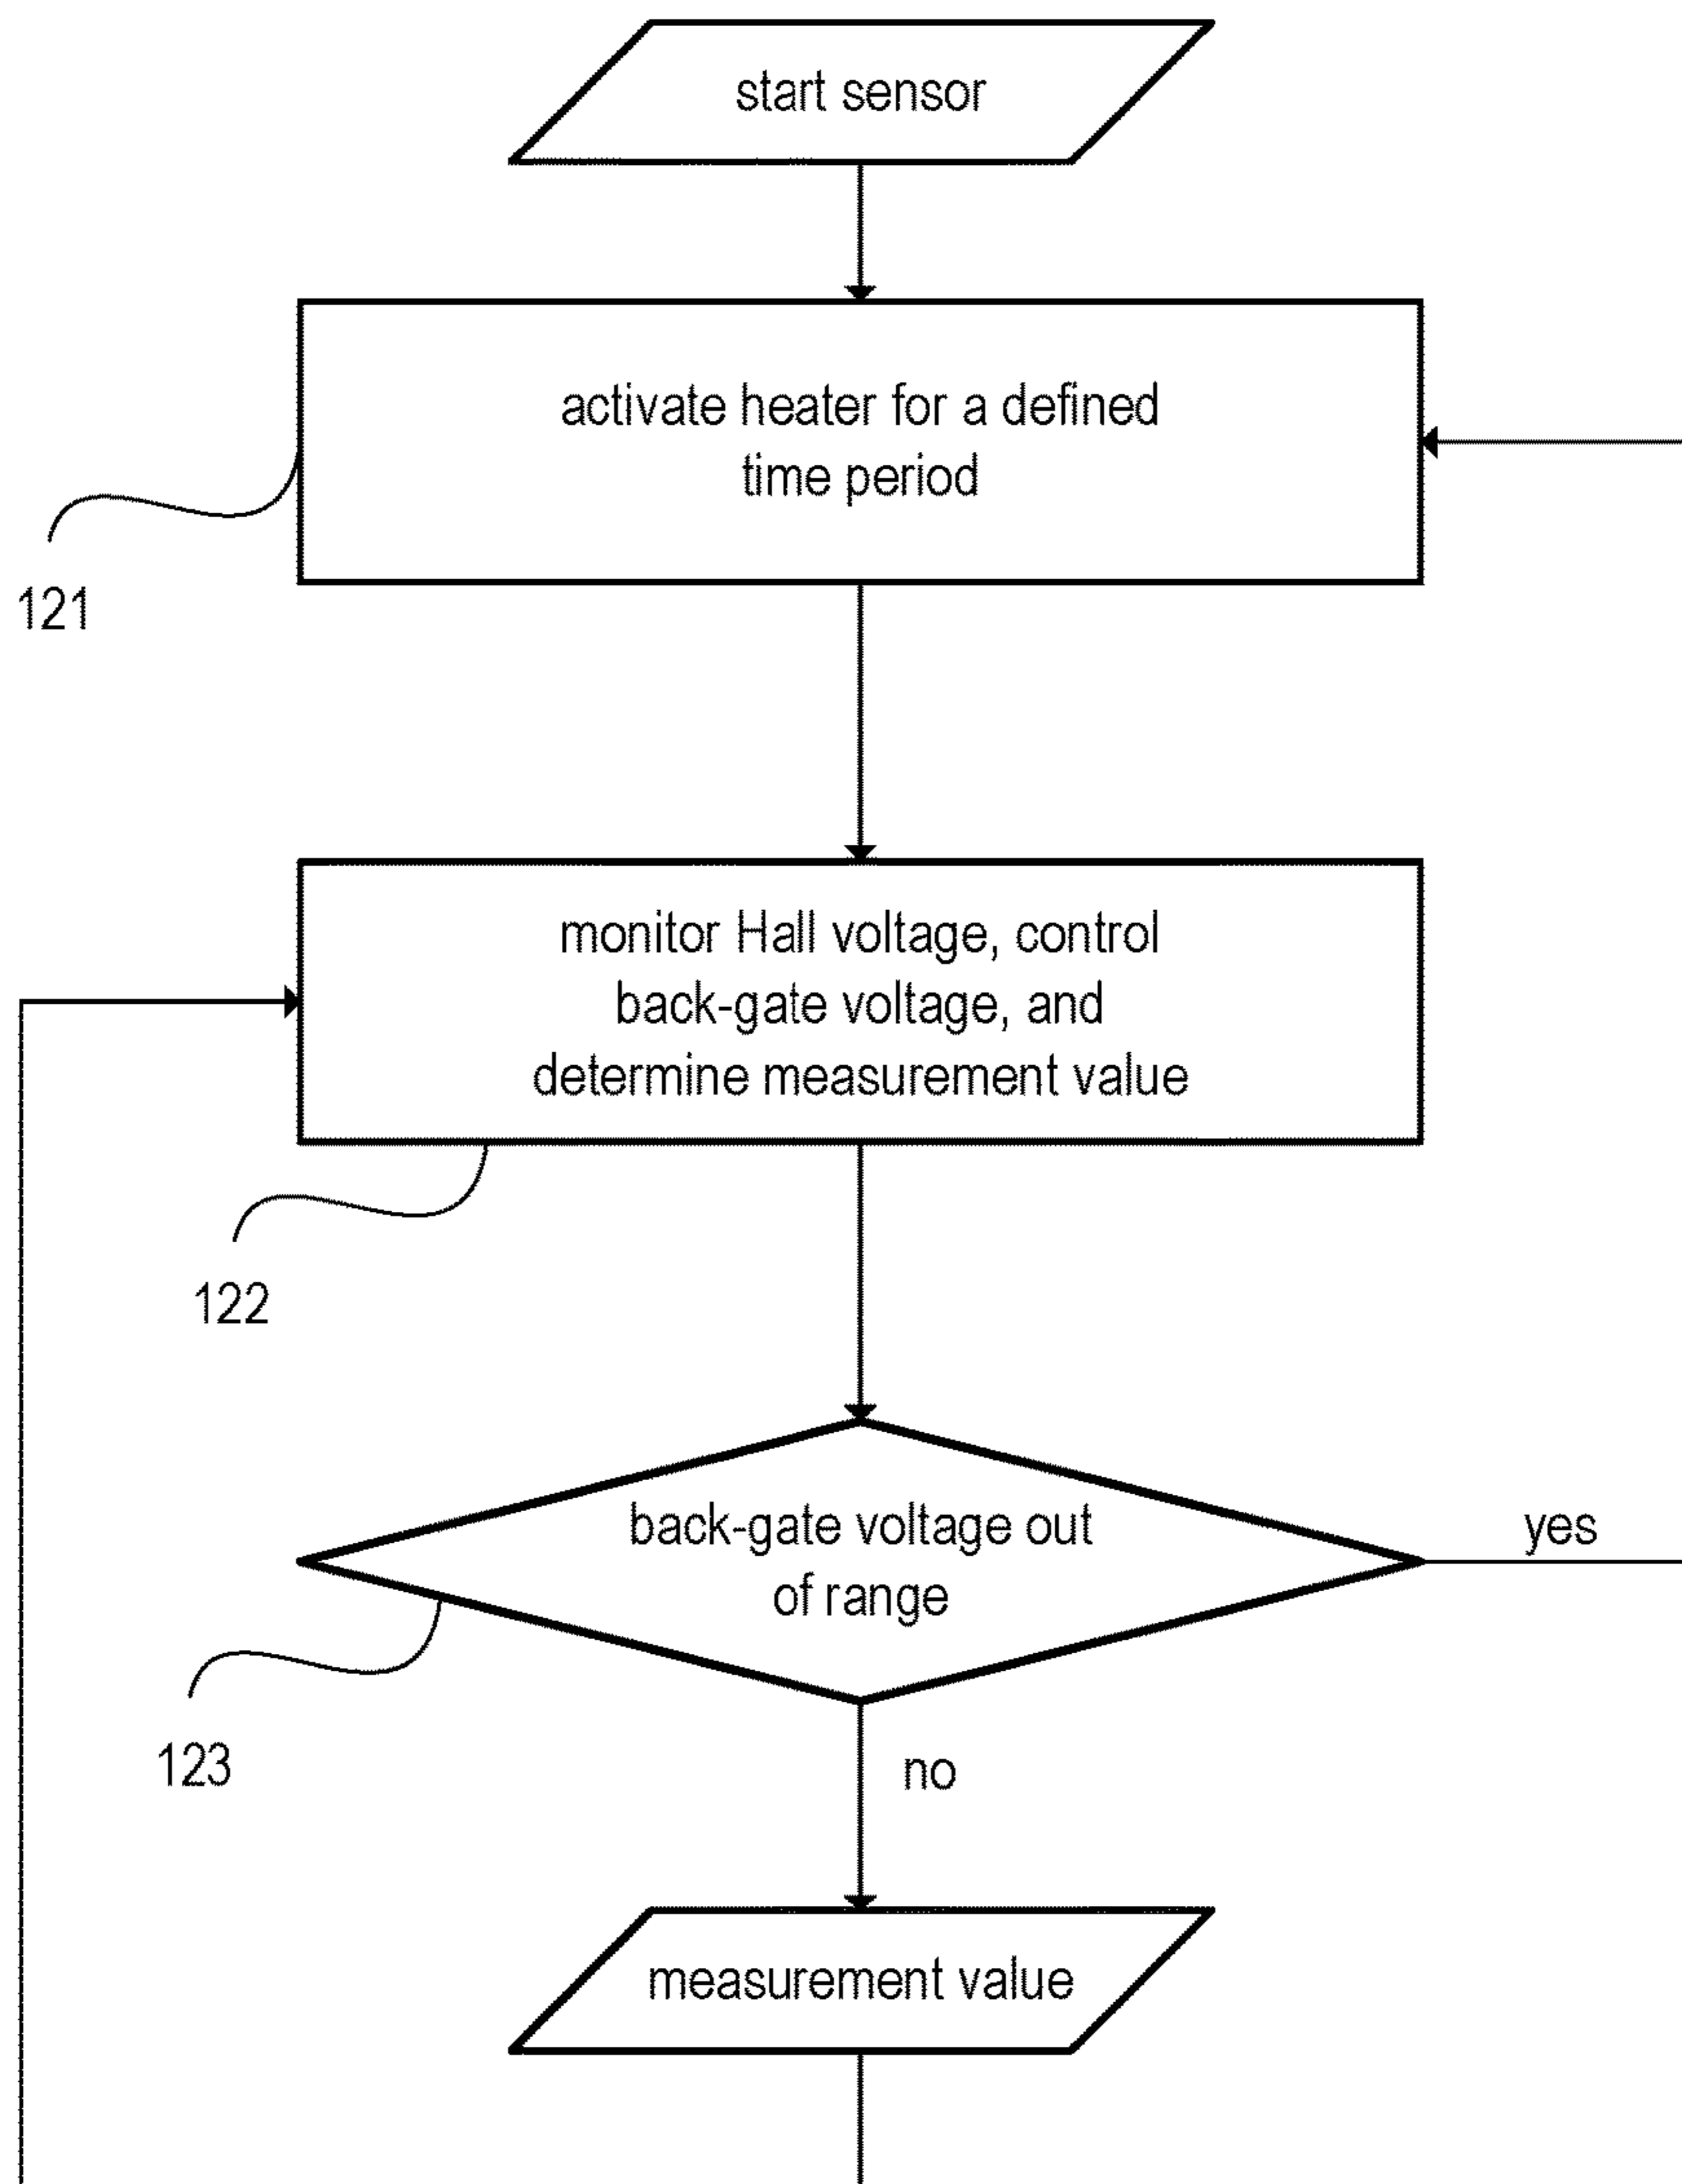 start sensor
activate heater for a defined
time period
121
monitor Hall voltage, control
back-gate voltage, and
determine measurement value
122
back-gate voltage out
of range
yes
123
no
measurement value